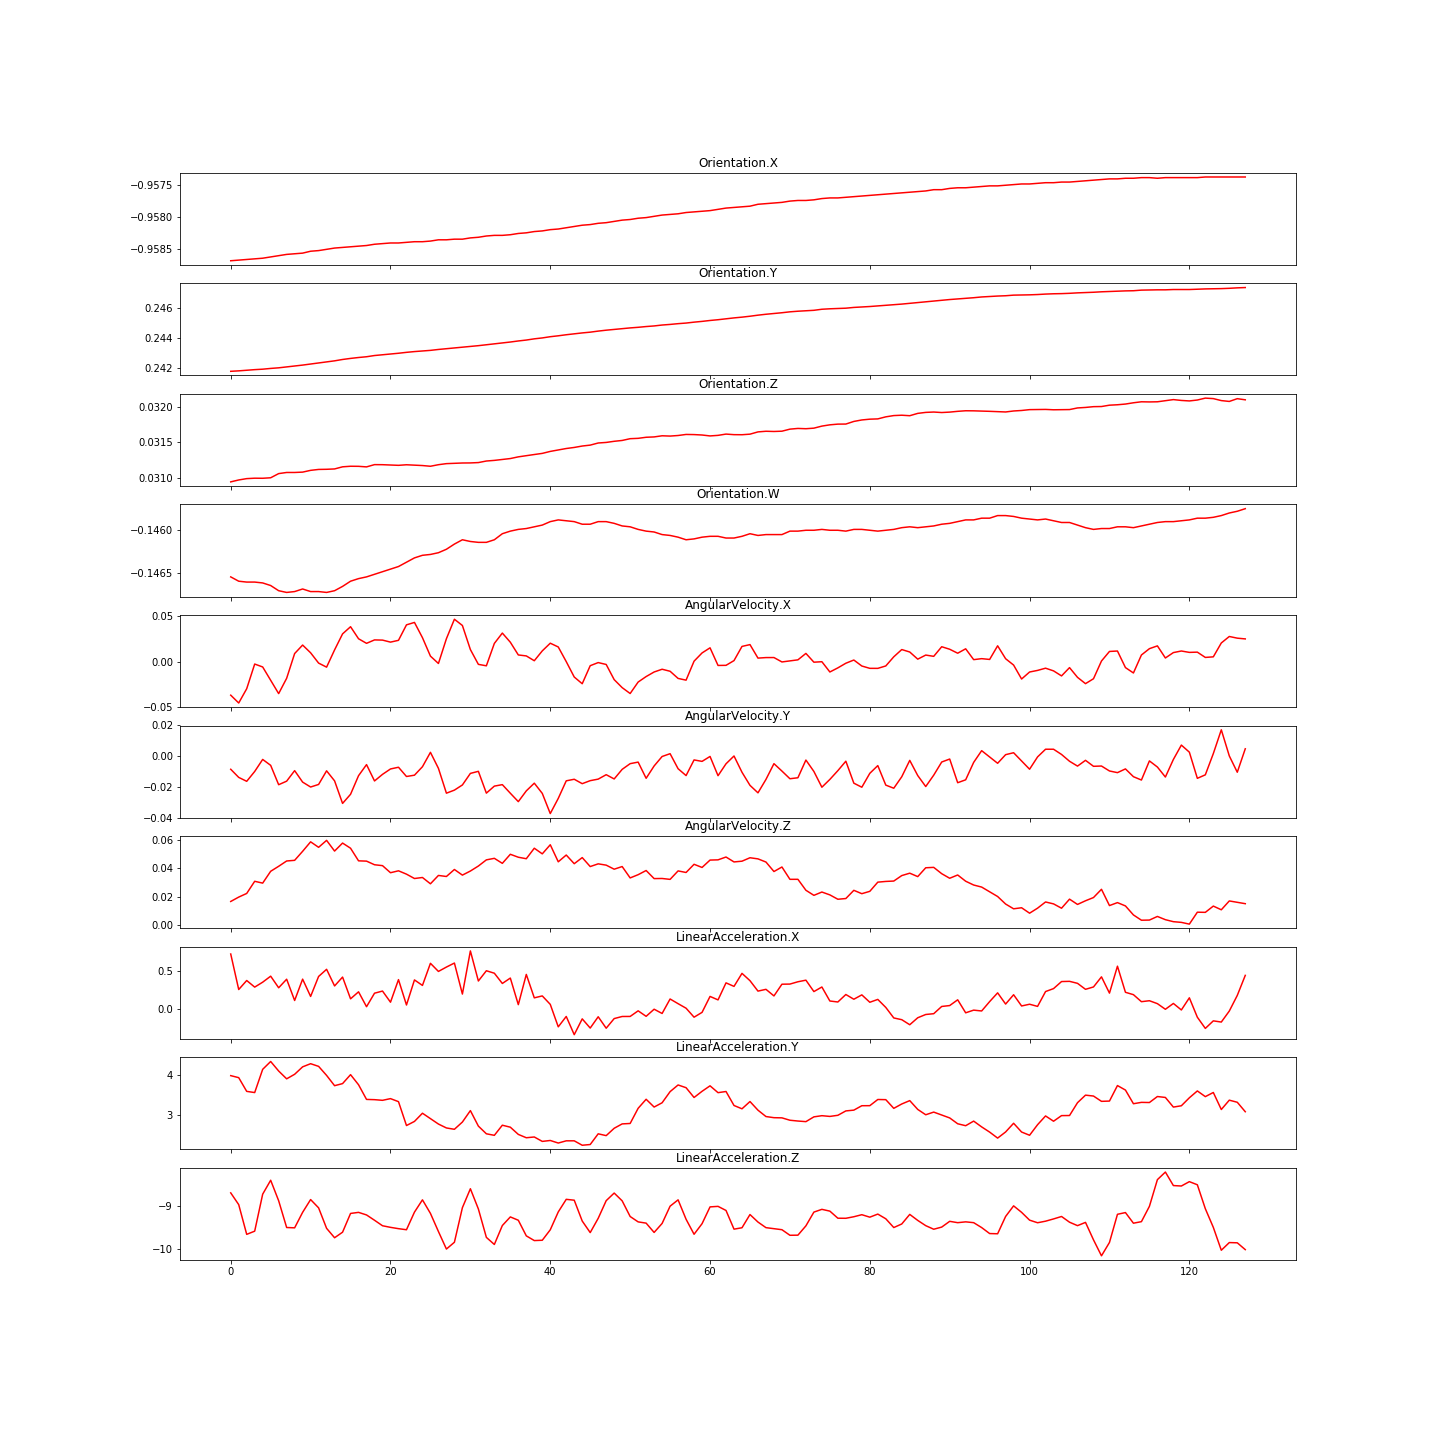 Orientation.X
−0.9575
−0.9580
−0.9585
Orientation.Y
0.246
0.244
0.242
Orientation.Z
0.0320
0.0315
0.0310
Orientation.W
−0.1460
−0.1465
AngularVelocity.X
0.05
0.00
−0.05
AngularVelocity.Y
0.02
0.00
−0.02
−0.04
AngularVelocity.Z
0.06
0.04
0.02
0.00
LinearAcceleration.X
0.5
0.0
LinearAcceleration.Y
4
3
LinearAcceleration.Z
−9
−10
0 20 40 60 80 100 120